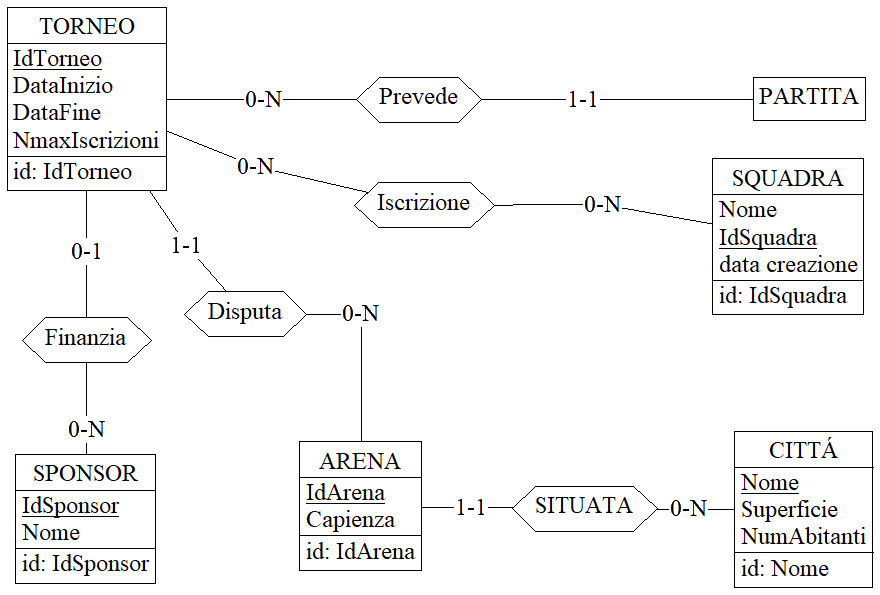 TORNEO
IdTorneo
DataInizio
DataFine
NmaxIscrizioni
id: IdTorneo
0-N
Prevede
1-1
PARTITA
0-N
Iscrizione
0-N
SQUADRA
Nome
IdSquadra
data creazione
id: IdSquadra
0-1
Finanzia
0-N
1-1
Disputa
0-N
SPONSOR
IdSponsor
Nome
id: IdSponsor
ARENA
IdArena
Capienza
id: IdArena
1-1
SITUATA
0-N
CITTÁ
Nome
Superficie
NumAbitanti
id: Nome